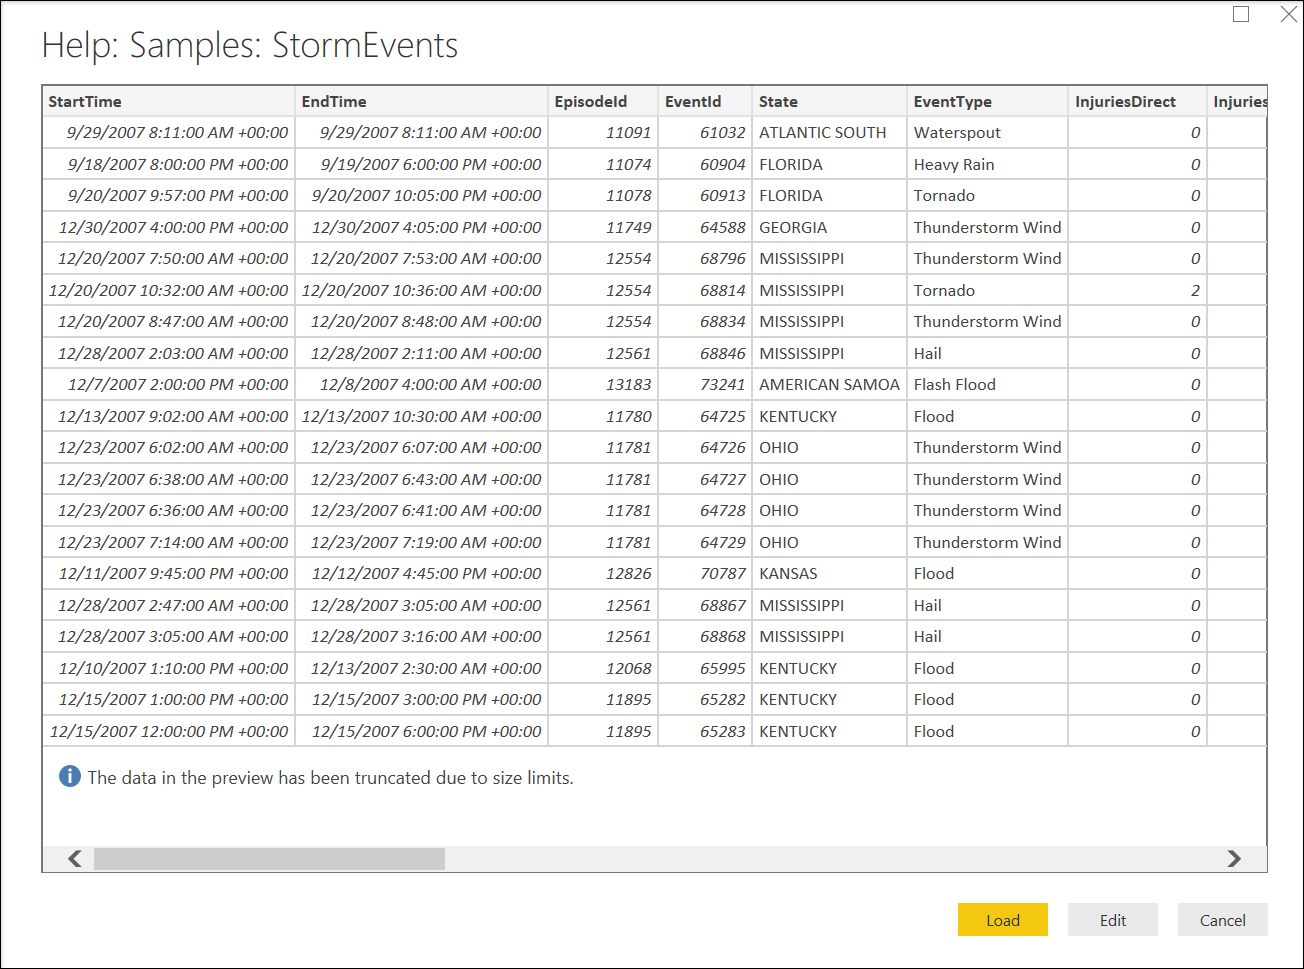 Help: Samples: StormEvents
StartTime EndTime EpisodeId EventId State EventType InjuriesDirect Injuries
9/29/2007 8:11:00 AM +00:00 9/29/2007 8:11:00 AM +00:00 11091 61032 ATLANTIC SOUTH Waterspout 0
9/18/2007 8:00:00 PM +00:00 9/19/2007 6:00:00 PM +00:00 11074 60904 FLORIDA Heavy Rain 0
9/20/2007 9:57:00 PM +00:00 9/20/2007 10:05:00 PM +00:00 11078 60913 FLORIDA Tornado 0
12/30/2007 4:00:00 PM +00:00 12/30/2007 4:05:00 PM +00:00 11749 64588 GEORGIA Thunderstorm Wind 0
12/20/2007 7:50:00 AM +00:00 12/20/2007 7:53:00 AM +00:00 12554 68796 MISSISSIPPI Thunderstorm Wind 0
12/20/2007 10:32:00 AM +00:00 12/20/2007 10:36:00 AM +00:00 12554 68814 MISSISSIPPI Tornado 2
12/20/2007 8:47:00 AM +00:00 12/20/2007 8:48:00 AM +00:00 12554 68834 MISSISSIPPI Thunderstorm Wind 0
12/28/2007 2:03:00 AM +00:00 12/28/2007 2:11:00 AM +00:00 12561 68846 MISSISSIPPI Hail 0
12/7/2007 2:00:00 PM +00:00 12/8/2007 4:00:00 AM +00:00 13183 73241 AMERICAN SAMOA Flash Flood 0
12/13/2007 9:02:00 AM +00:00 12/13/2007 10:30:00 AM +00:00 11780 64725 KENTUCKY Flood 0
12/23/2007 6:02:00 AM +00:00 12/23/2007 6:07:00 AM +00:00 11781 64726 OHIO Thunderstorm Wind 0
12/23/2007 6:38:00 AM +00:00 12/23/2007 6:43:00 AM +00:00 11781 64727 OHIO Thunderstorm Wind 0
12/23/2007 6:36:00 AM +00:00 12/23/2007 6:41:00 AM +00:00 11781 64728 OHIO Thunderstorm Wind 0
12/23/2007 7:14:00 AM +00:00 12/23/2007 7:19:00 AM +00:00 11781 64729 OHIO Thunderstorm Wind 0
12/11/2007 9:45:00 PM +00:00 12/12/2007 4:45:00 PM +00:00 12826 70787 KANSAS Flood 0
12/28/2007 2:47:00 AM +00:00 12/28/2007 3:05:00 AM +00:00 12561 68867 MISSISSIPPI Hail 0
12/28/2007 3:05:00 AM +00:00 12/28/2007 3:16:00 AM +00:00 12561 68868 MISSISSIPPI Hail 0
12/10/2007 1:10:00 PM +00:00 12/13/2007 2:30:00 AM +00:00 12068 65995 KENTUCKY Flood 0
12/15/2007 1:00:00 PM +00:00 12/15/2007 3:00:00 PM +00:00 11895 65282 KENTUCKY Flood 0
12/15/2007 12:00:00 PM +00:00 12/15/2007 6:00:00 PM +00:00 11895 65283 KENTUCKY Flood 0
The data in the preview has been truncated due to size limits.
Load Edit Cancel